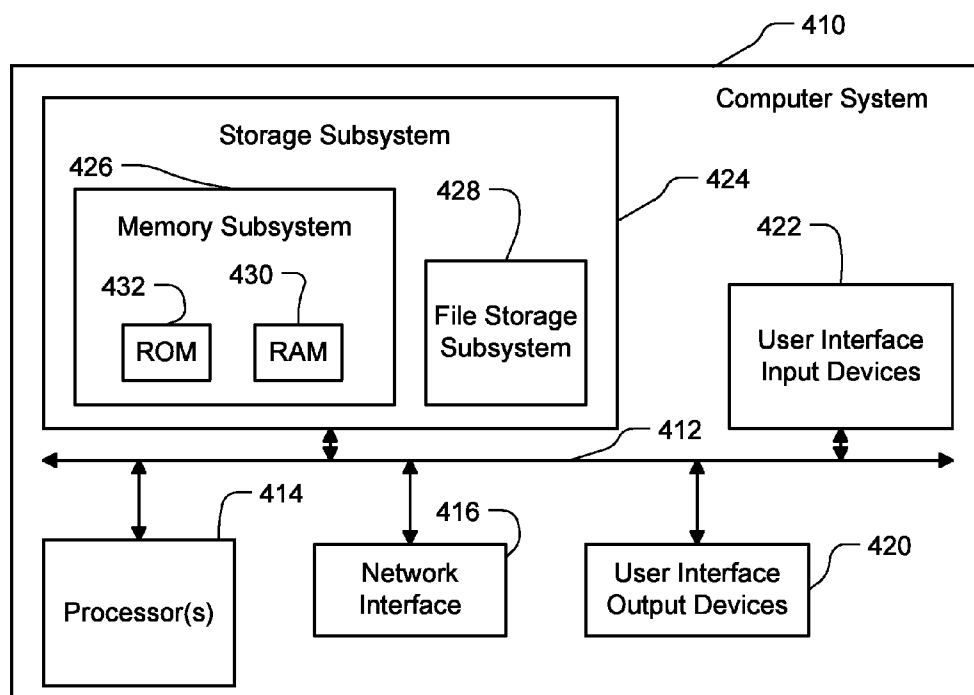 410
Computer System
Storage Subsystem
426
424
428
422
Memory Subsystem
432
430
File Storage
Subsystem
User Interface
Input Devices
ROM
RAM
412
414
416
420
Processor(s)
Network
Interface
User Interface
Output Devices